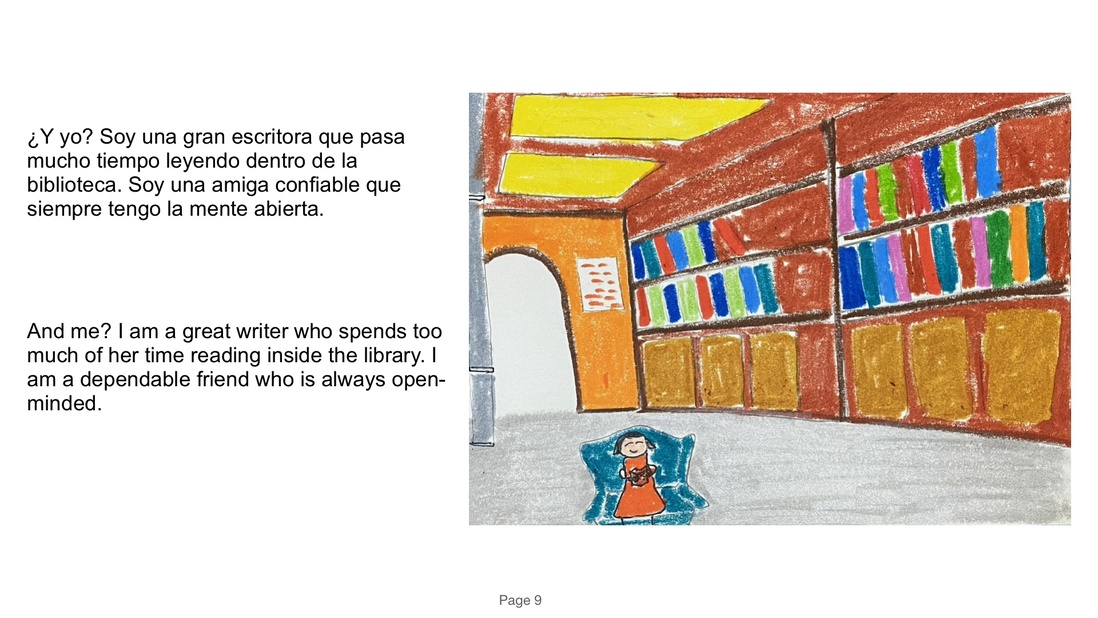 ¿Y yo? Soy una gran escritora que pasa
mucho tiempo leyendo dentro de la
biblioteca. Soy una amiga confiable que
siempre tengo la mente abierta.
And me? I am a great writer who spends too
much of her time reading inside the library. I
am a dependable friend who is always open-
minded.
Page 9